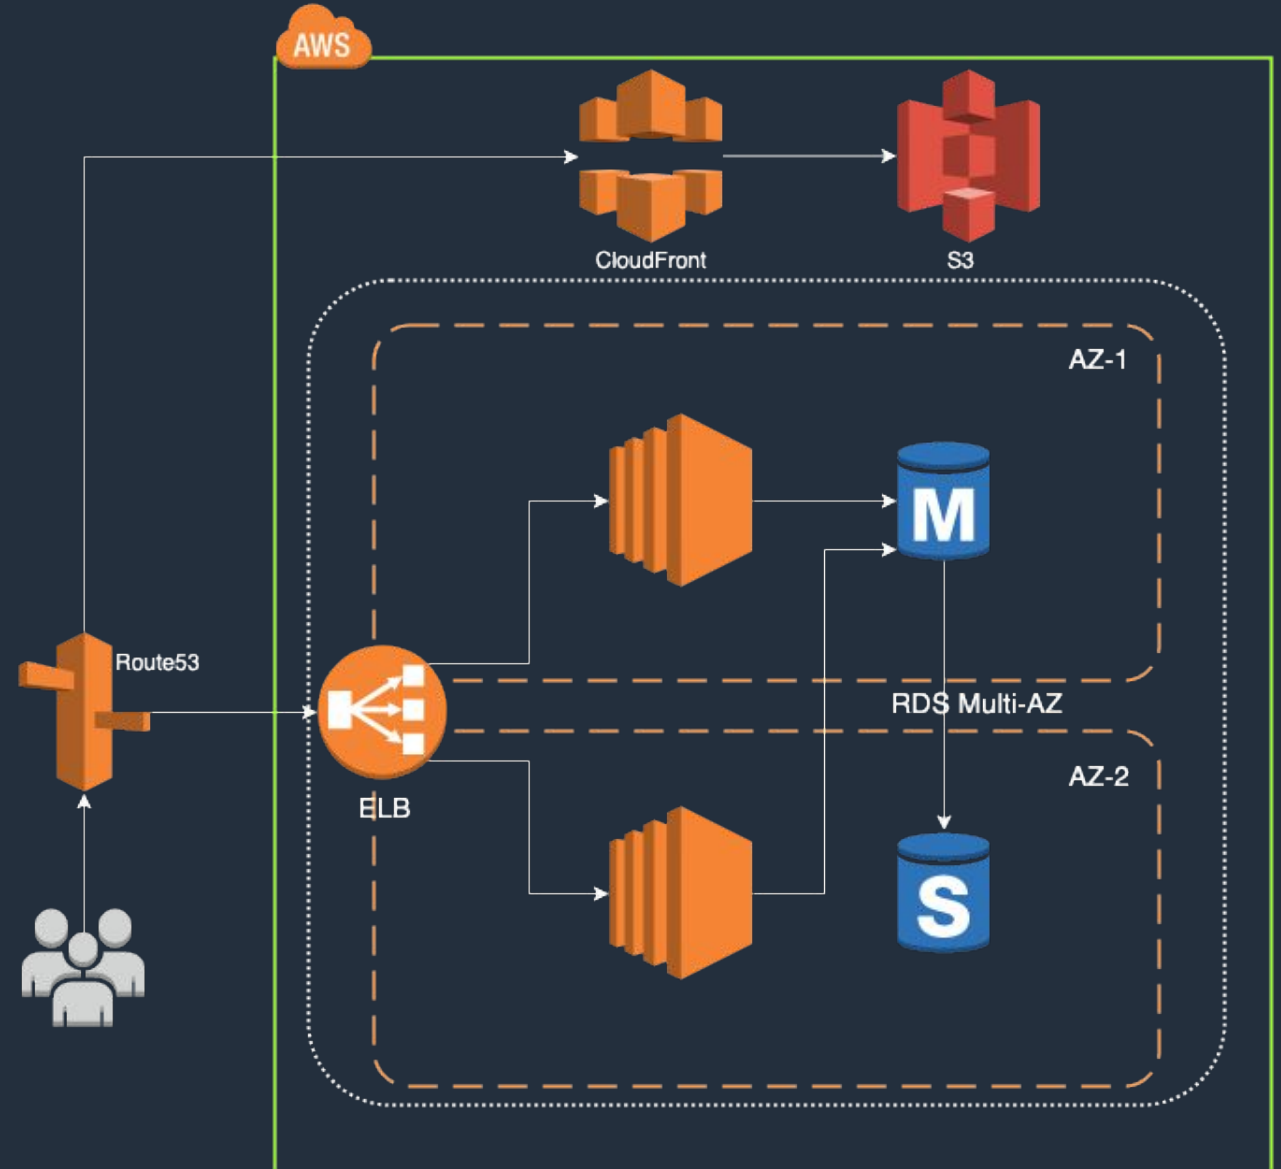 AWS
CloudFront
S3
AZ-1
M
Route53
RDS Multi-AZ
AZ-2
ELB
S